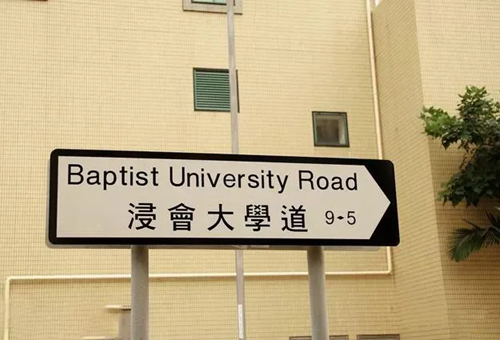 Baptist University Road
浸會大學道 9-5